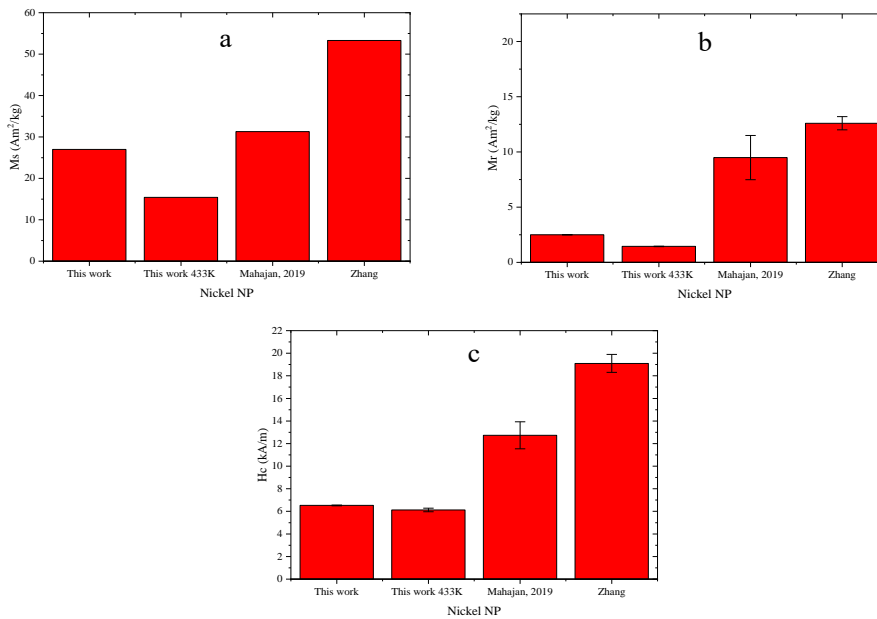 a
60
50
40
30
20
10
0
Ms (Am²/kg)
This work
This work 433K
Mahajan, 2019
Zhang
Nickel NP
b
20
15
10
5
0
Mr (Am²/kg)
This work
This work 433K
Mahajan, 2019
Zhang
Nickel NP
c
22
20
18
16
14
12
10
8
6
4
2
0
Hc (kA/m)
This work
This work 433K
Mahajan, 2019
Zhang
Nickel NP